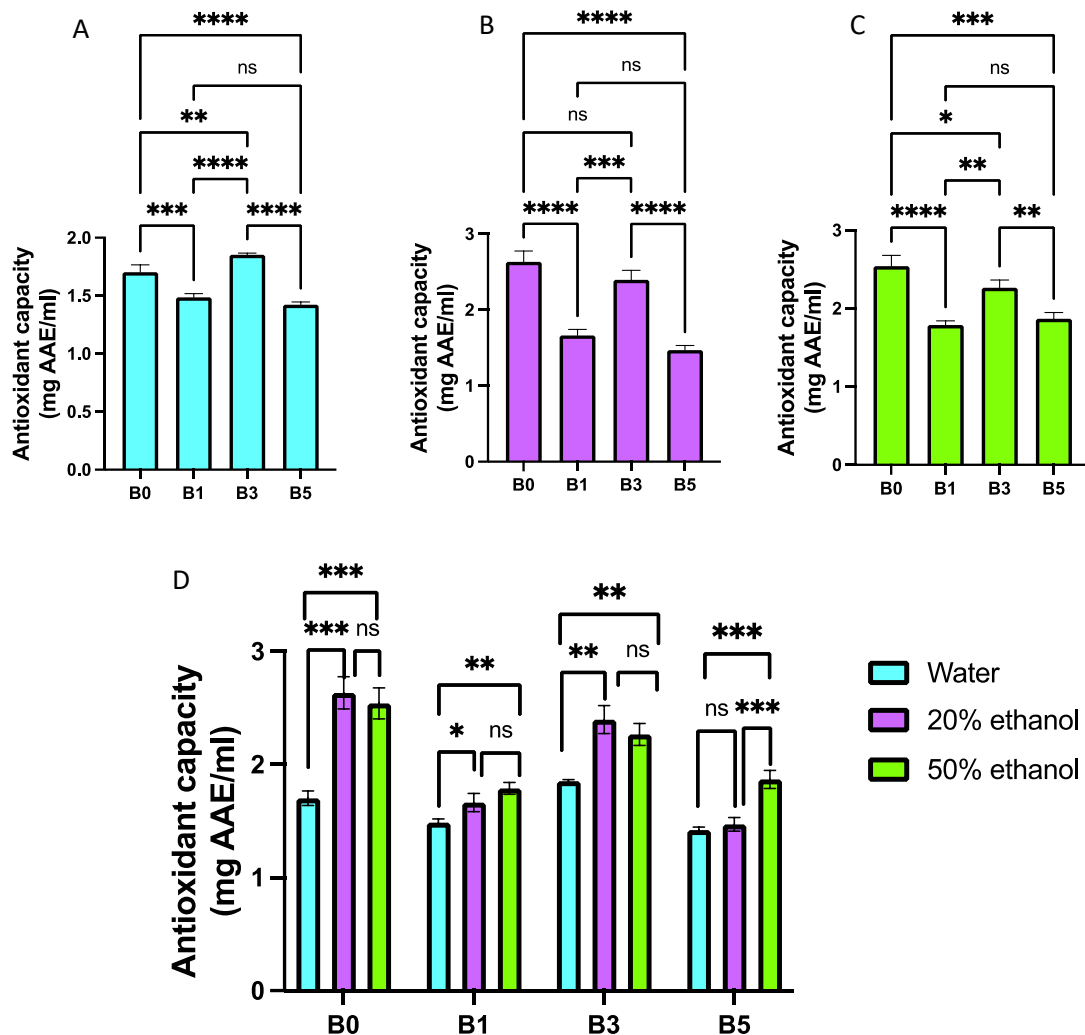 A
****
ns
**
****
***
****
Antioxidant capacity
(mg AAE/ml)
2.0
1.5
1.0
0.5
0.0
B0 B1 B3 B5
B
****
ns
ns
***
****
****
Antioxidant capacity
(mg AAE/ml)
3
2
1
0
B0 B1 B3 B5
C
***
ns
*
**
****
**
Antioxidant capacity
(mg AAE/ml)
3
2
1
0
B0 B1 B3 B5
D
***
*** ns
**
* ns
**
** ns
***
ns ***
Antioxidant capacity
(mg AAE/ml)
3
2
1
0
B0 B1 B3 B5
Water
20% ethanol
50% ethanol